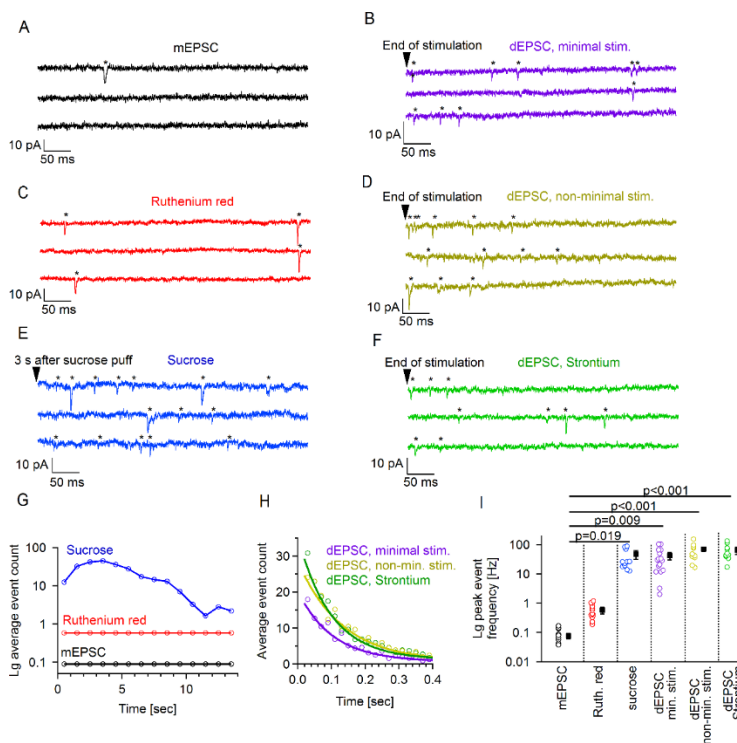 A
mEPSC
*
10 pA
50 ms
B
End of stimulation
dEPSC, minimal stim.
* * * **
*
* * *
10 pA
50 ms
C
Ruthenium red
* *
*
*
10 pA
50 ms
D
End of stimulation
dEPSC, non-minimal stim.
*** * * *
* * * *
* * *
10 pA
50 ms
E
3 s after sucrose puff
Sucrose
* * * * * * *
* * *
* * * * *
10 pA
50 ms
F
End of stimulation
dEPSC, Strontium
* * *
* * * *
* *
10 pA
50 ms
G
Lg average event count
100
10
1
0.1
Sucrose
Ruthenium red
mEPSC
0 5 10 15
Time [sec]
H
Average event count
30
20
10
0
dEPSC, minimal stim.
dEPSC, non-min. stim.
dEPSC, Strontium
0.0 0.1 0.2 0.3 0.4
Time [sec]
I
p<0.001
p<0.001
p=0.009
p=0.019
Lg peak event
frequency [Hz]
100
10
1
0.1
0.01
mEPSC
Ruth. red
sucrose
dEPSC
min. stim.
dEPSC
non-min. stim.
dEPSC
Strontium